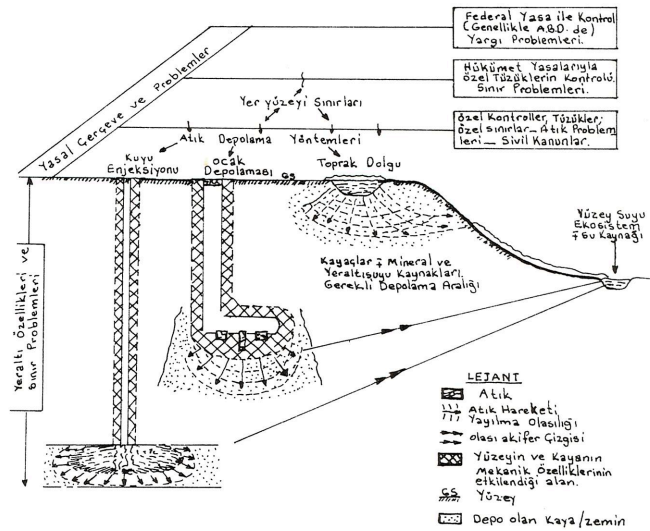 Federal Yasa ile Kontrol
(Genellikle A.B.D. de)
Yargı Problemleri.
Hükümet Yasalarıyla
özel Tüzüklerin Kontrolü.
Sınır Problemleri.
özel Kontroller, Tüzükler,
özel sınırlar_ Atık Problem
leri _ Sivil Kanunlar.
Yasal Çerçeve ve Problemler
Yer yüzeyi Sınırları
Atık Depolama Yöntemleri
Kuyu
Enjeksiyonu
ocak
Depolaması
Toprak Dolgu
GS
Yüzey Suyu
Ekosistem
Su Kaynağı
Kayaçlar Mineral ve
Yeraltısuyu Kaynakları,
Gerekli Depolama Aralığı
Yeraltı Özellikleri ve
Sınır Problemleri
LEJANT
Atık
Atık Hareketi
Yayılma Olasılığı
olası akifer Çizgisi
Yüzeyin ve Kayanın
Mekanik Özelliklerinin
etkilendiği alan.
GS Yüzey
Depo olan Kaya/zemin